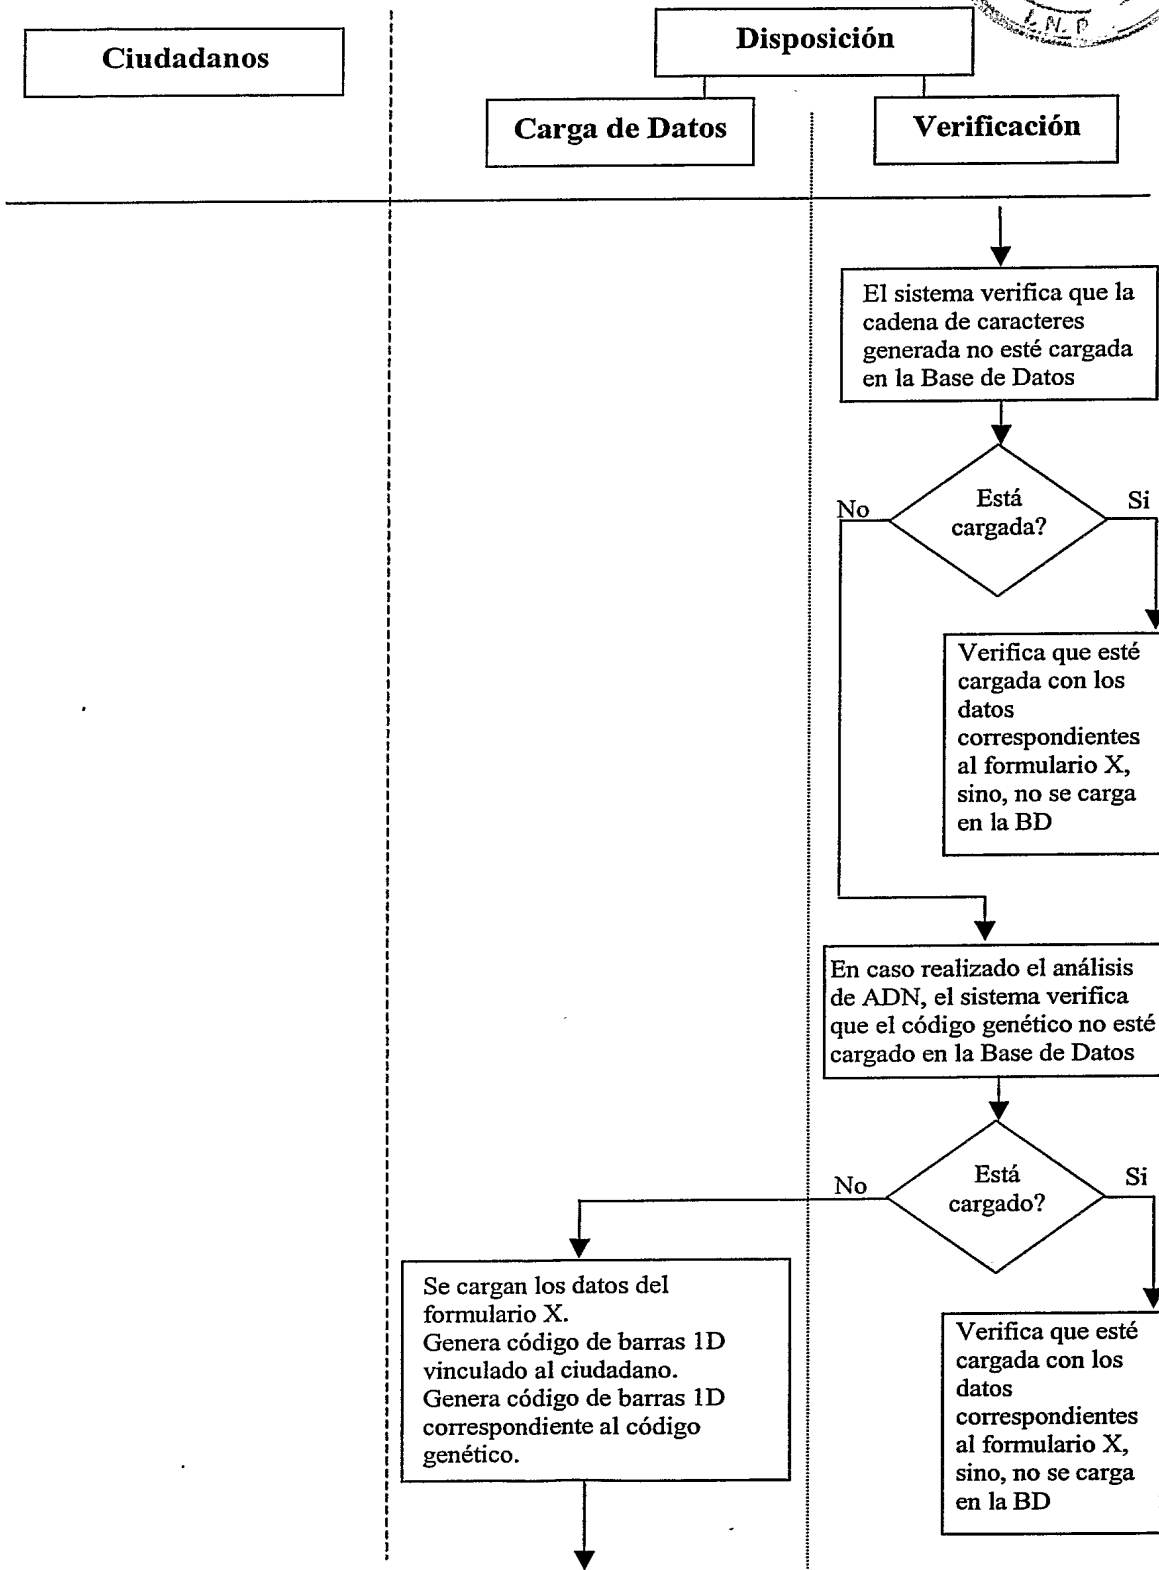 I.N.P
Ciudadanos
Disposición
Carga de Datos
Verificación
El sistema verifica que la
cadena de caracteres
generada no esté cargada
en la Base de Datos
No
Está
cargada?
Si
Verifica que esté
cargada con los
datos
correspondientes
al formulario X,
sino, no se carga
en la BD
En caso realizado el análisis
de ADN, el sistema verifica
que el código genético no esté
cargado en la Base de Datos
No
Está
cargado?
Si
Se cargan los datos del
formulario X.
Genera código de barras 1D
vinculado al ciudadano.
Genera código de barras 1D
correspondiente al código
genético.
Verifica que esté
cargada con los
datos
correspondientes
al formulario X,
sino, no se carga
en la BD